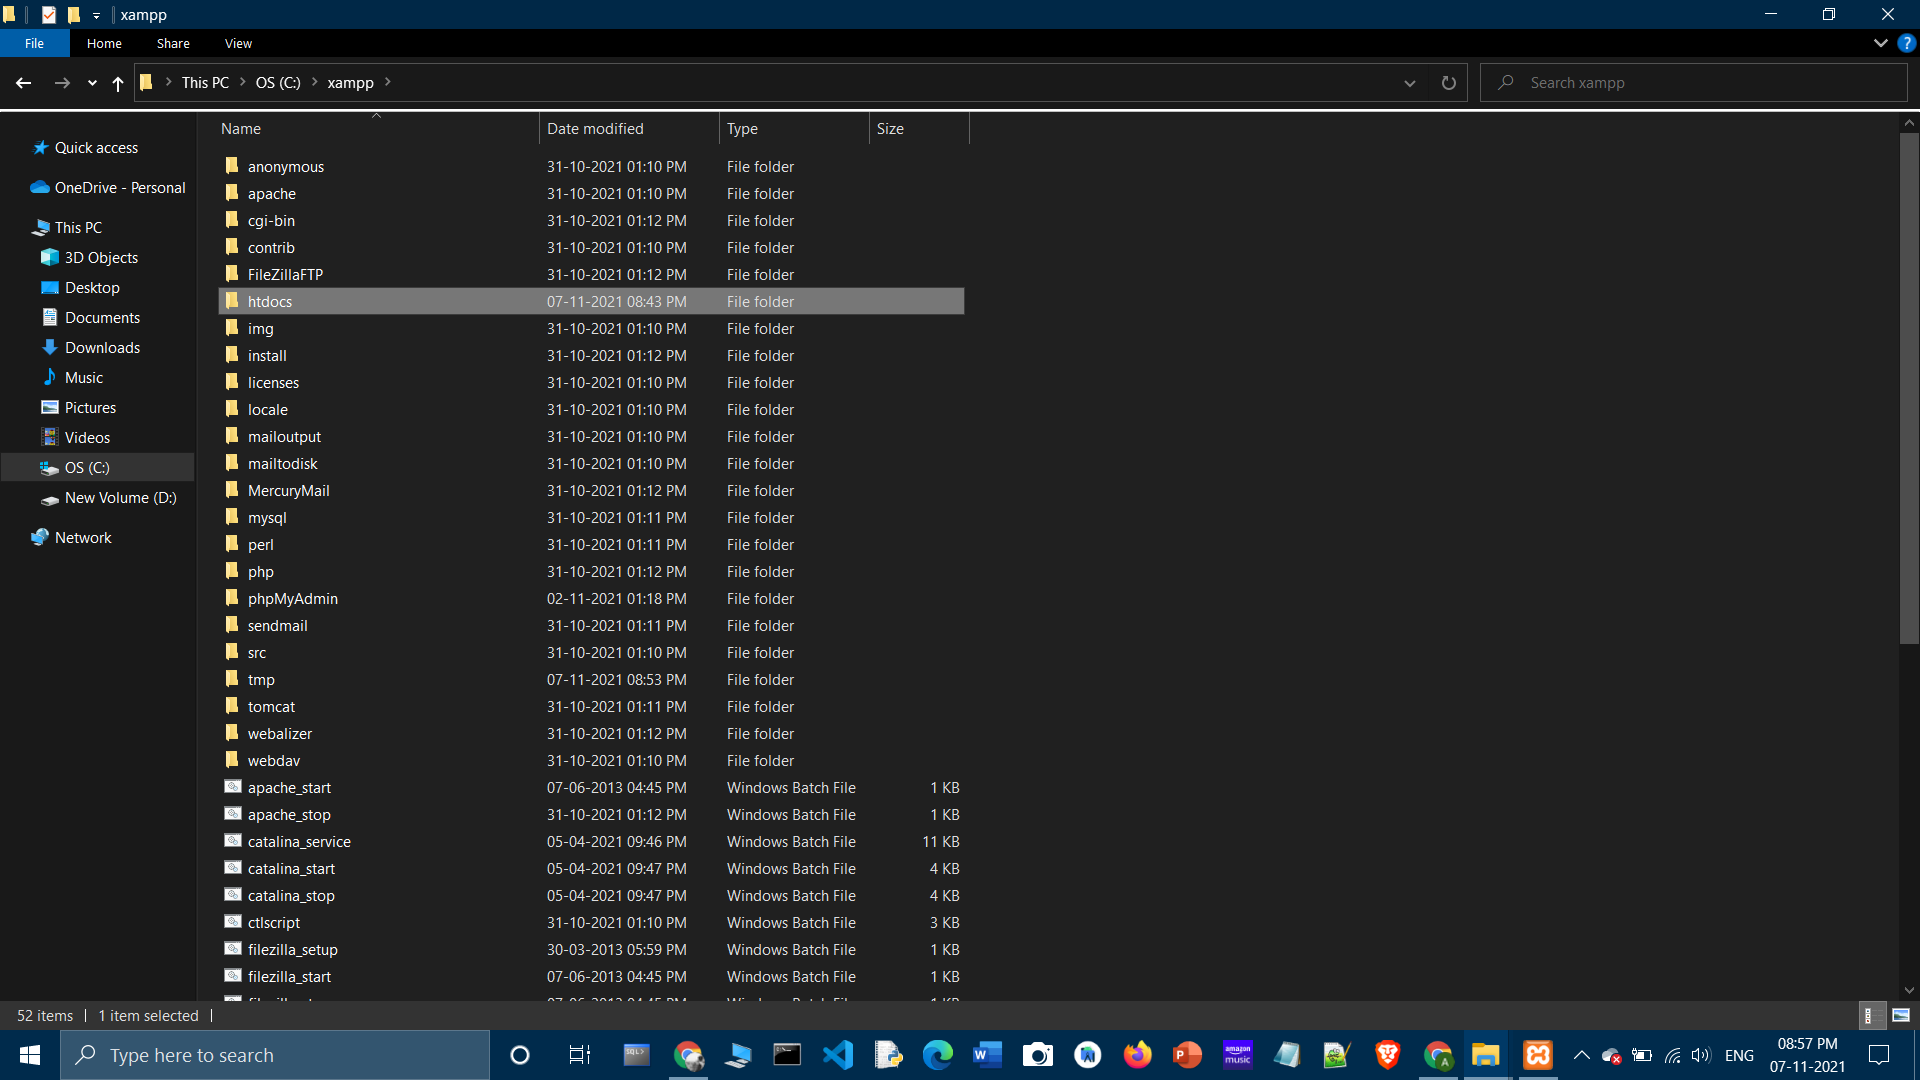 xampp
File Home Share View
This PC OS (C:) xampp
Search xampp
Name Date modified Type Size
Quick access
OneDrive - Personal
This PC
3D Objects
Desktop
Documents
Downloads
Music
Pictures
Videos
OS (C:)
New Volume (D:)
Network
anonymous 31-10-2021 01:10 PM File folder
apache 31-10-2021 01:10 PM File folder
cgi-bin 31-10-2021 01:12 PM File folder
contrib 31-10-2021 01:10 PM File folder
FileZillaFTP 31-10-2021 01:12 PM File folder
htdocs 07-11-2021 08:43 PM File folder
img 31-10-2021 01:10 PM File folder
install 31-10-2021 01:12 PM File folder
licenses 31-10-2021 01:10 PM File folder
locale 31-10-2021 01:10 PM File folder
mailoutput 31-10-2021 01:10 PM File folder
mailtodisk 31-10-2021 01:10 PM File folder
MercuryMail 31-10-2021 01:12 PM File folder
mysql 31-10-2021 01:11 PM File folder
perl 31-10-2021 01:11 PM File folder
php 31-10-2021 01:12 PM File folder
phpMyAdmin 02-11-2021 01:18 PM File folder
sendmail 31-10-2021 01:11 PM File folder
src 31-10-2021 01:10 PM File folder
tmp 07-11-2021 08:53 PM File folder
tomcat 31-10-2021 01:11 PM File folder
webalizer 31-10-2021 01:12 PM File folder
webdav 31-10-2021 01:10 PM File folder
apache_start 07-06-2013 04:45 PM Windows Batch File 1 KB
apache_stop 31-10-2021 01:12 PM Windows Batch File 1 KB
catalina_service 05-04-2021 09:46 PM Windows Batch File 11 KB
catalina_start 05-04-2021 09:47 PM Windows Batch File 4 KB
catalina_stop 05-04-2021 09:47 PM Windows Batch File 4 KB
ctlscript 31-10-2021 01:10 PM Windows Batch File 3 KB
filezilla_setup 30-03-2013 05:59 PM Windows Batch File 1 KB
filezilla_start 07-06-2013 04:45 PM Windows Batch File 1 KB
52 items 1 item selected
Type here to search
amazon music
ENG
08:57 PM
07-11-2021